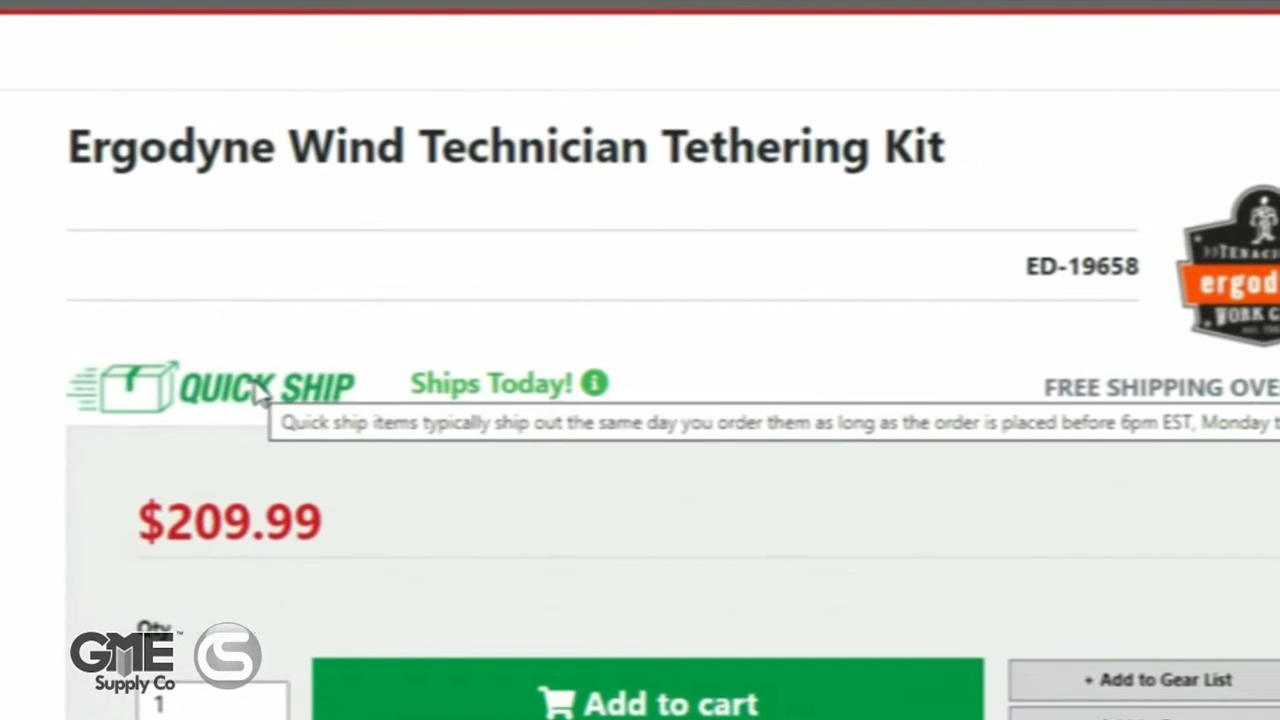 Ergodyne Wind Technician Tethering Kit
ED-19658
ergod
WORK C
QUICK SHIP
Ships Today!
FREE SHIPPING OVE
Quick ship items typically ship out the same day you order them as long as the order is placed before 6pm EST, Monday t
$209.99
Qty
1
Add to cart
+ Add to Gear List
GME
Supply Co